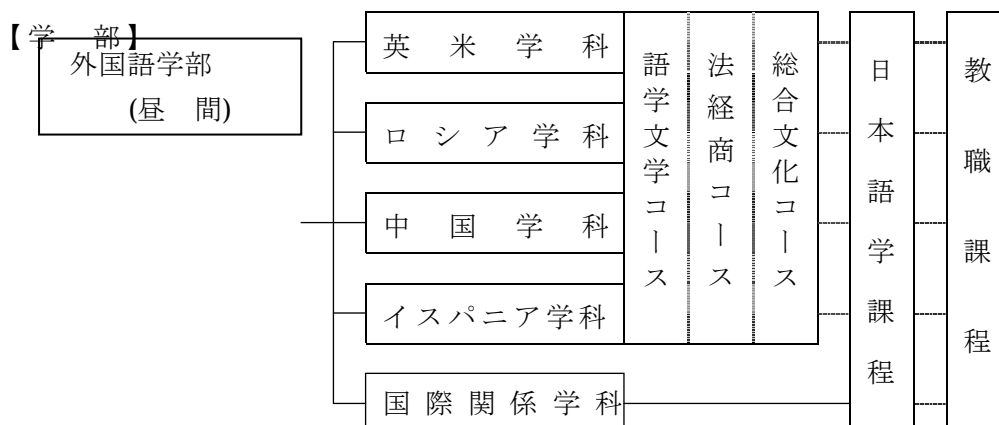 【学　部】
外国語学部
(昼　間)
英米学科
ロシア学科
中国学科
イスパニア学科
国際関係学科
語学文学コース
法経商コース
総合文化コース
日本語学課程
教職課程